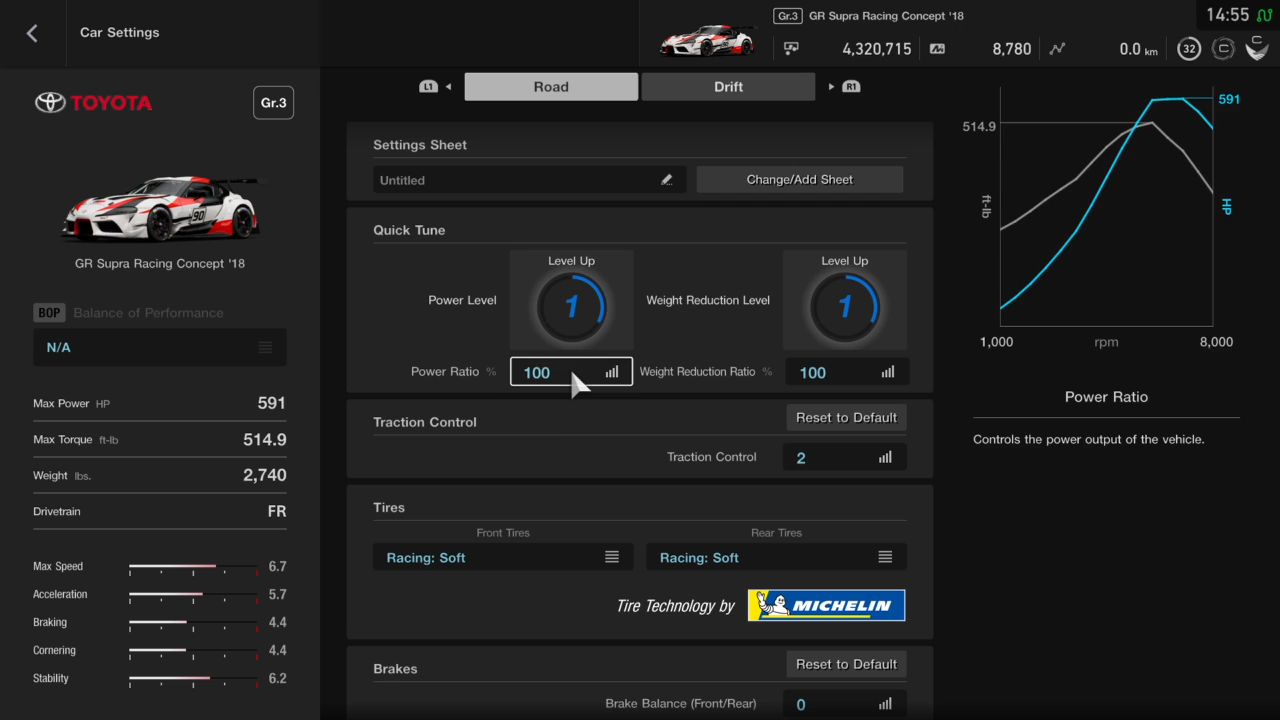 Car Settings
Gr.3 GR Supra Racing Concept '18
14:55
4,320,715 8,780 0.0 km 32 C C
TOYOTA
Gr.3
90
GR Supra Racing Concept '18
BOP Balance of Performance
N/A
Max Power HP 591
Max Torque ft-lb 514.9
Weight lbs. 2,740
Drivetrain FR
Max Speed 6.7
Acceleration 5.7
Braking 4.4
Cornering 4.4
Stability 6.2
L1 Road Drift R1
Settings Sheet
Untitled Change/Add Sheet
Quick Tune
Level Up Level Up
Power Level 1 Weight Reduction Level 1
Power Ratio % 100 Weight Reduction Ratio % 100
Traction Control Reset to Default
Traction Control 2
Tires
Front Tires Rear Tires
Racing: Soft Racing: Soft
Tire Technology by MICHELIN
Brakes Reset to Default
Brake Balance (Front/Rear) 0
591
514.9
ft-lb HP
1,000 rpm 8,000
Power Ratio
Controls the power output of the vehicle.